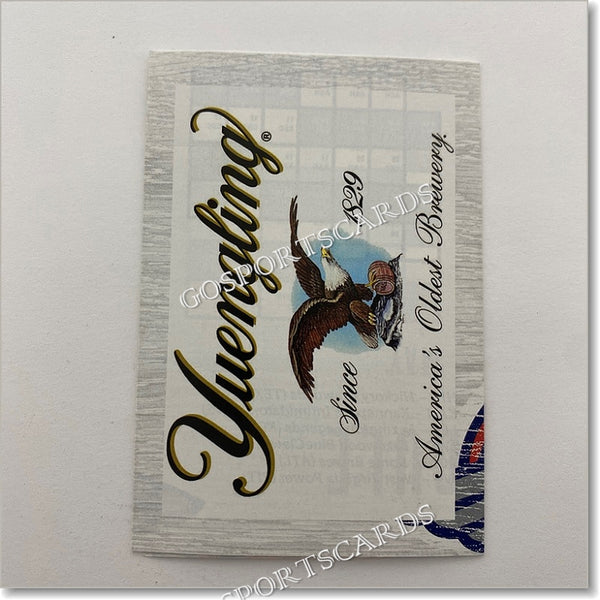 Yuengling®
Since 1829
America's Oldest Brewery.
GOSPORTSCARDS
GOSPORTSCARDS